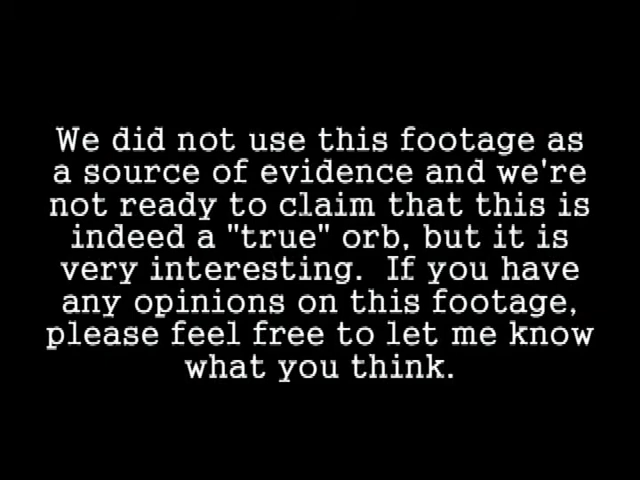 We did not use this footage as
a source of evidence and we're
not ready to claim that this is
indeed a "true" orb, but it is
very interesting.  If you have
any opinions on this footage,
please feel free to let me know
what you think.